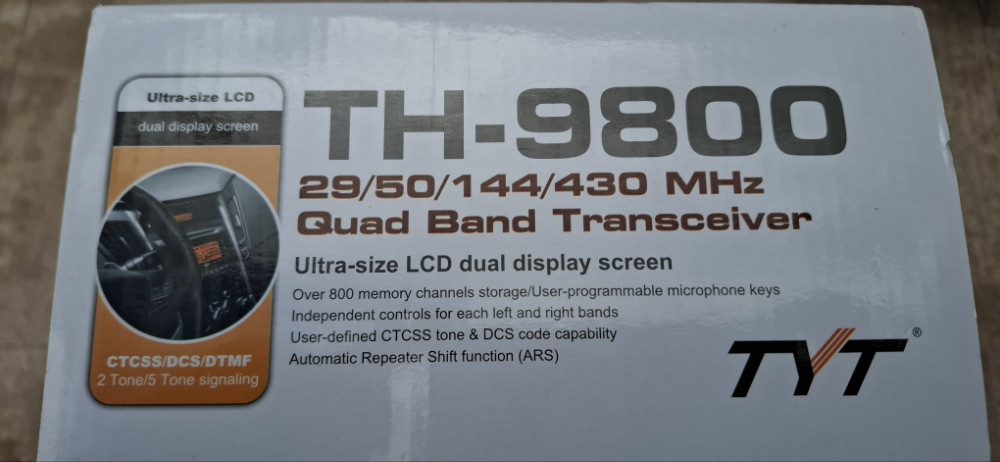 Ultra-size LCD
dual display screen
CTCSS/DCS/DTMF
2 Tone/5 Tone signaling
TH-9800
29/50/144/430 MHz
Quad Band Transceiver
Ultra-size LCD dual display screen
Over 800 memory channels storage/User-programmable microphone keys
Independent controls for each left and right bands
User-defined CTCSS tone & DCS code capability
Automatic Repeater Shift function (ARS)
TYT®